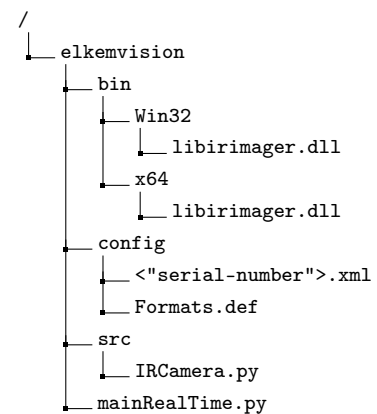 /
elkemvision
bin
Win32
libirimager.dll
x64
libirimager.dll
config
<"serial-number">.xml
Formats.def
src
IRCamera.py
mainRealTime.py